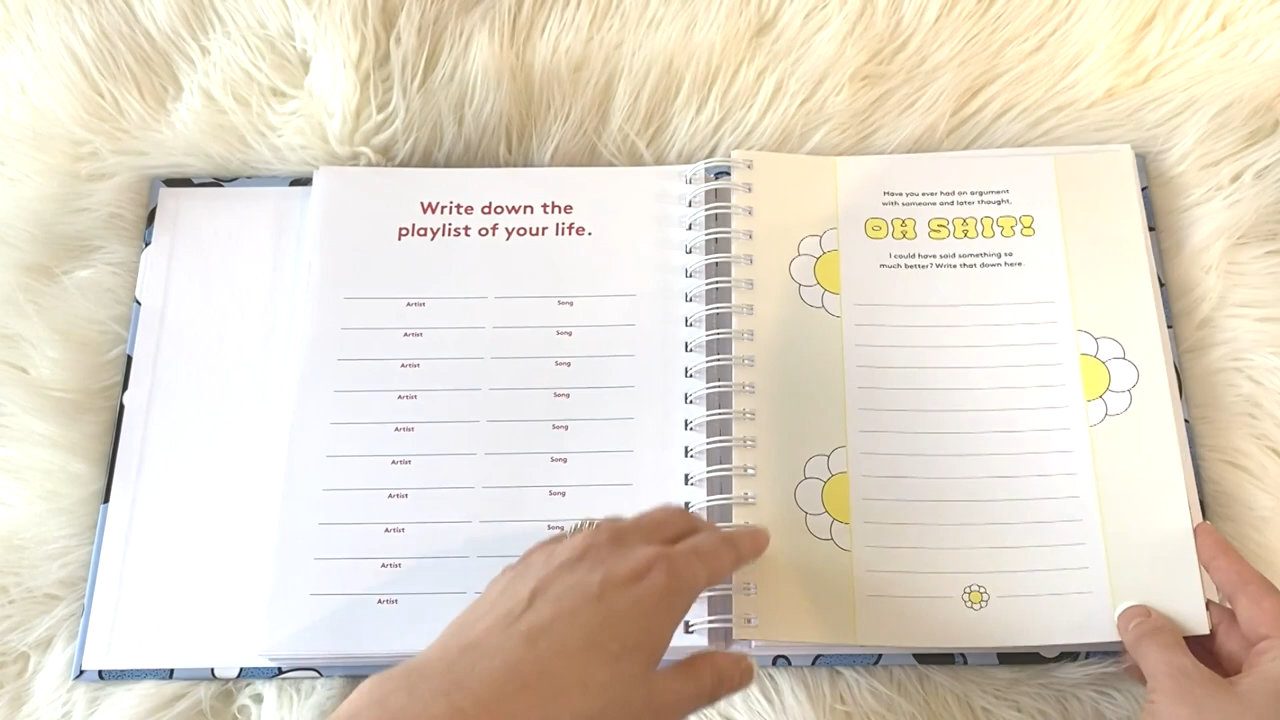 Write down the
playlist of your life.
Artist Song
Artist Song
Artist Song
Artist Song
Artist Song
Artist Song
Artist Song
Artist Song
Artist
Artist
Have you ever had an argument
with someone and later thought,
OH SHIT!
I could have said something so
much better? Write that down here.